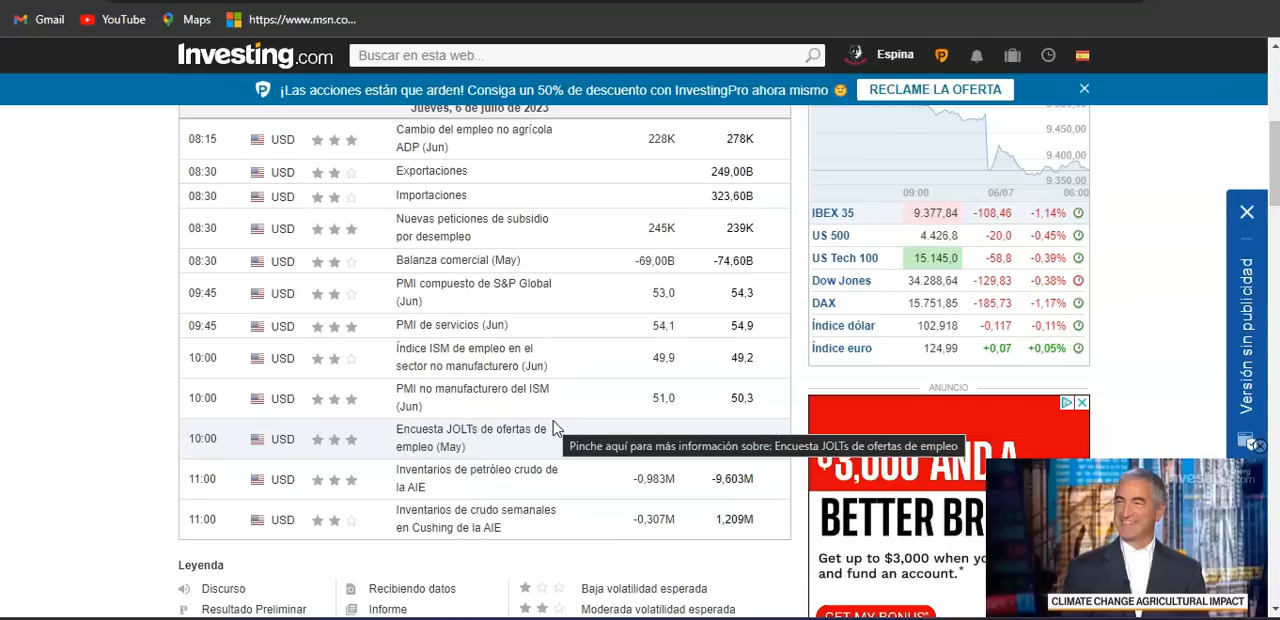 Gmail YouTube Maps https://www.msn.co...
Investing.com Buscar en esta web... Espina
¡Las acciones están que arden! Consiga un 50% de descuento con InvestingPro ahora mismo RECLAME LA OFERTA
Jueves, 6 de julio de 2023
08:15 USD Cambio del empleo no agrícola 228K 278K
ADP (Jun)
08:30 USD Exportaciones 249,00B
08:30 USD Importaciones 323,60B
08:30 USD Nuevas peticiones de subsidio 245K 239K
por desempleo
08:30 USD Balanza comercial (May) -69,00B -74,60B
09:45 USD PMI compuesto de S&P Global 53,0 54,3
(Jun)
09:45 USD PMI de servicios (Jun) 54,1 54,9
10:00 USD Índice ISM de empleo en el 49,9 49,2
sector no manufacturero (Jun)
10:00 USD PMI no manufacturero del ISM 51,0 50,3
(Jun)
10:00 USD Encuesta JOLTs de ofertas de
empleo (May)
Pinche aquí para más información sobre: Encuesta JOLTs de ofertas de empleo
11:00 USD Inventarios de petróleo crudo de -0,983M -9,603M
la AIE
11:00 USD Inventarios de crudo semanales -0,307M 1,209M
en Cushing de la AIE
Leyenda
Discurso Recibiendo datos Baja volatilidad esperada
Resultado Preliminar Informe Moderada volatilidad esperada
9.450,00
9.400,00
9.350,00
09:00 06/07 06:00
IBEX 35 9.377,84 -108,46 -1,14%
US 500 4.426,8 -20,0 -0,45%
US Tech 100 15.145,0 -58,8 -0,39%
Dow Jones 34.288,64 -129,83 -0,38%
DAX 15.751,85 -185,73 -1,17%
Índice dólar 102,918 -0,117 -0,11%
Índice euro 124,99 +0,07 +0,05%
ANUNCIO
$3,000 AND A
BETTER BR
Get up to $3,000 when y
and fund an account.*
GET MY BONUS*
Versión sin publicidad
Investing.com
CLIMATE CHANGE AGRICULTURAL IMPACT